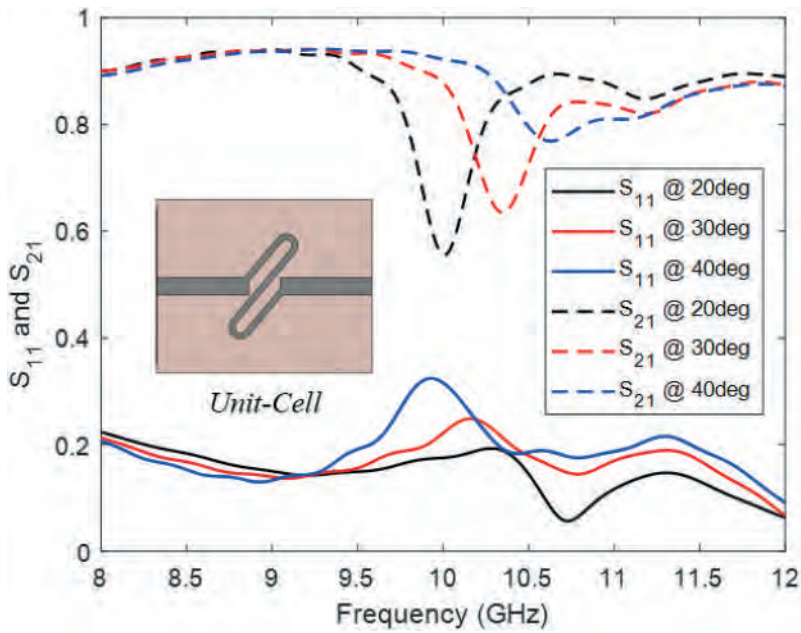 1
0.8
0.6
0.4
0.2
0
S11 and S21
8
8.5
9
9.5
10
10.5
11
11.5
12
Frequency (GHz)
Unit-Cell
S11 @ 20deg
S11 @ 30deg
S11 @ 40deg
S21 @ 20deg
S21 @ 30deg
S21 @ 40deg